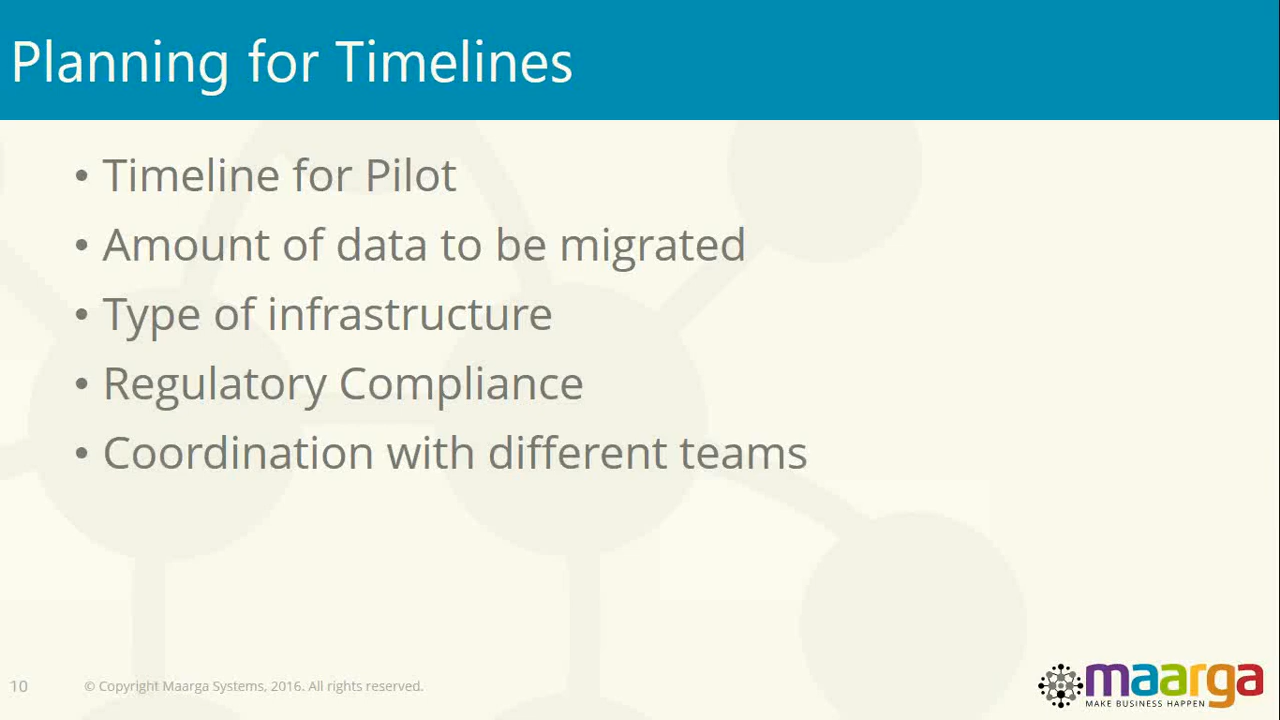 Planning for Timelines
• Timeline for Pilot
• Amount of data to be migrated
• Type of infrastructure
• Regulatory Compliance
• Coordination with different teams
10 © Copyright Maarga Systems, 2016. All rights reserved.
maarga
MAKE BUSINESS HAPPEN